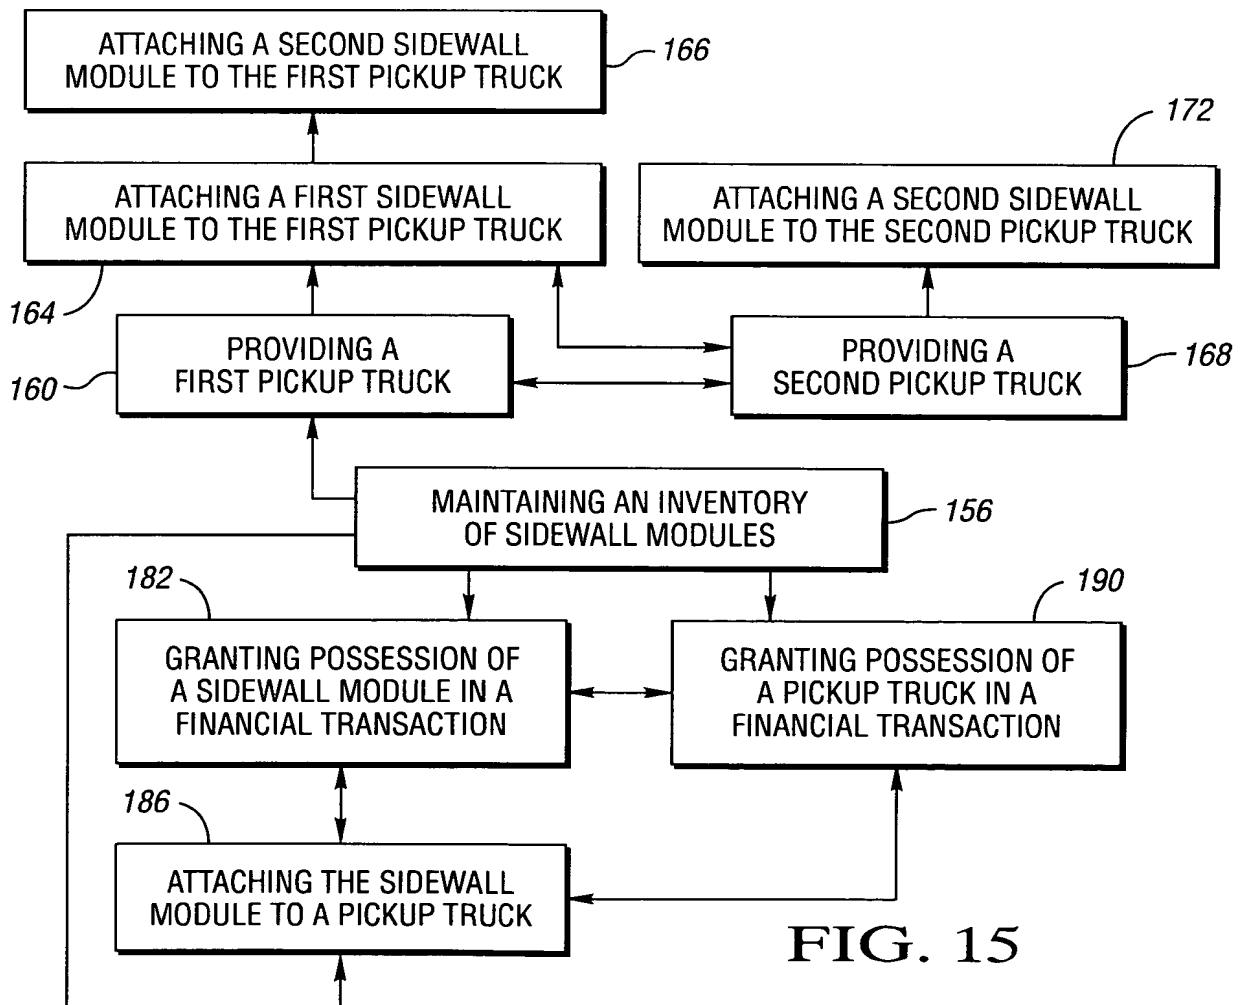 ATTACHING A SECOND SIDEWALL
MODULE TO THE FIRST PICKUP TRUCK
166
172
ATTACHING A FIRST SIDEWALL
MODULE TO THE FIRST PICKUP TRUCK
ATTACHING A SECOND SIDEWALL
MODULE TO THE SECOND PICKUP TRUCK
164
PROVIDING A
FIRST PICKUP TRUCK
160
PROVIDING A
SECOND PICKUP TRUCK
168
MAINTAINING AN INVENTORY
OF SIDEWALL MODULES
156
182
190
GRANTING POSSESSION OF
A SIDEWALL MODULE IN A
FINANCIAL TRANSACTION
GRANTING POSSESSION OF
A PICKUP TRUCK IN A
FINANCIAL TRANSACTION
186
ATTACHING THE SIDEWALL
MODULE TO A PICKUP TRUCK
FIG. 15